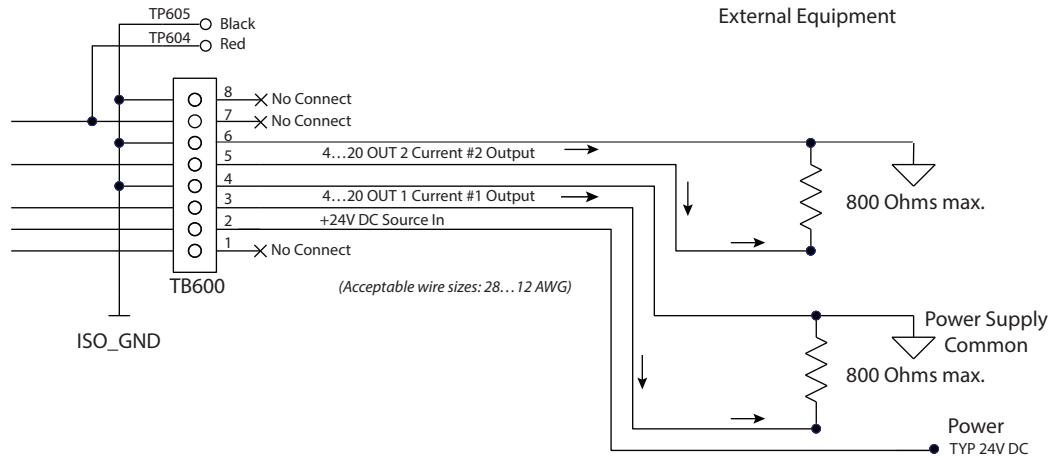 External Equipment
TP605
Black
TP604
Red
8
No Connect
7
No Connect
6
5
4…20 OUT 2 Current #2 Output
4
800 Ohms max.
3
4…20 OUT 1 Current #1 Output
2
+24V DC Source In
1
No Connect
TB600
(Acceptable wire sizes: 28…12 AWG)
ISO_GND
Power Supply
Common
800 Ohms max.
Power
TYP 24V DC